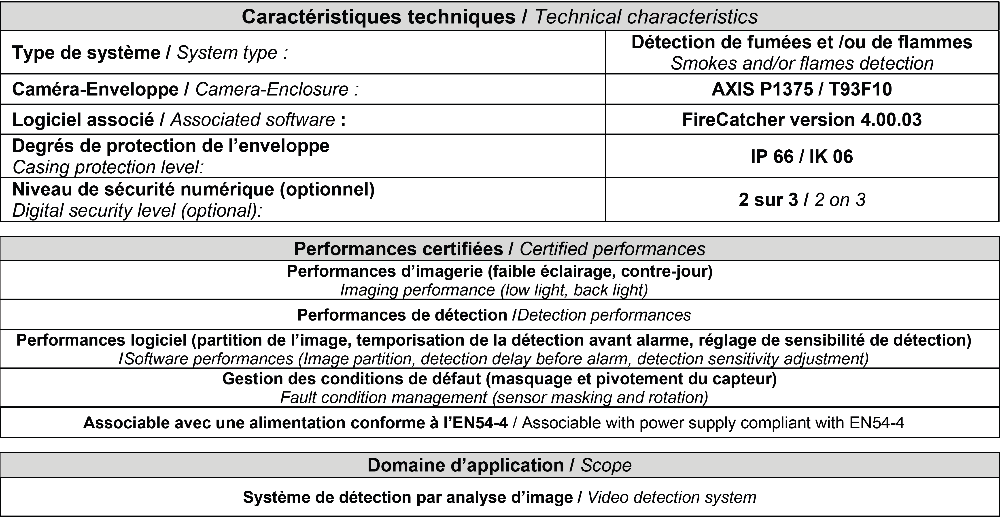 Caractéristiques techniques / Technical characteristics
Type de système / System type :
Détection de fumées et /ou de flammes
Smokes and/or flames detection
Caméra-Enveloppe / Camera-Enclosure :
AXIS P1375 / T93F10
Logiciel associé / Associated software :
FireCatcher version 4.00.03
Degrés de protection de l’enveloppe
Casing protection level:
IP 66 / IK 06
Niveau de sécurité numérique (optionnel)
Digital security level (optional):
2 sur 3 / 2 on 3
Performances certifiées / Certified performances
Performances d’imagerie (faible éclairage, contre-jour)
Imaging performance (low light, back light)
Performances de détection /Detection performances
Performances logiciel (partition de l’image, temporisation de la détection avant alarme, réglage de sensibilité de détection)
/Software performances (Image partition, detection delay before alarm, detection sensitivity adjustment)
Gestion des conditions de défaut (masquage et pivotement du capteur)
Fault condition management (sensor masking and rotation)
Associable avec une alimentation conforme à l’EN54-4 / Associable with power supply compliant with EN54-4
Domaine d’application / Scope
Système de détection par analyse d’image / Video detection system